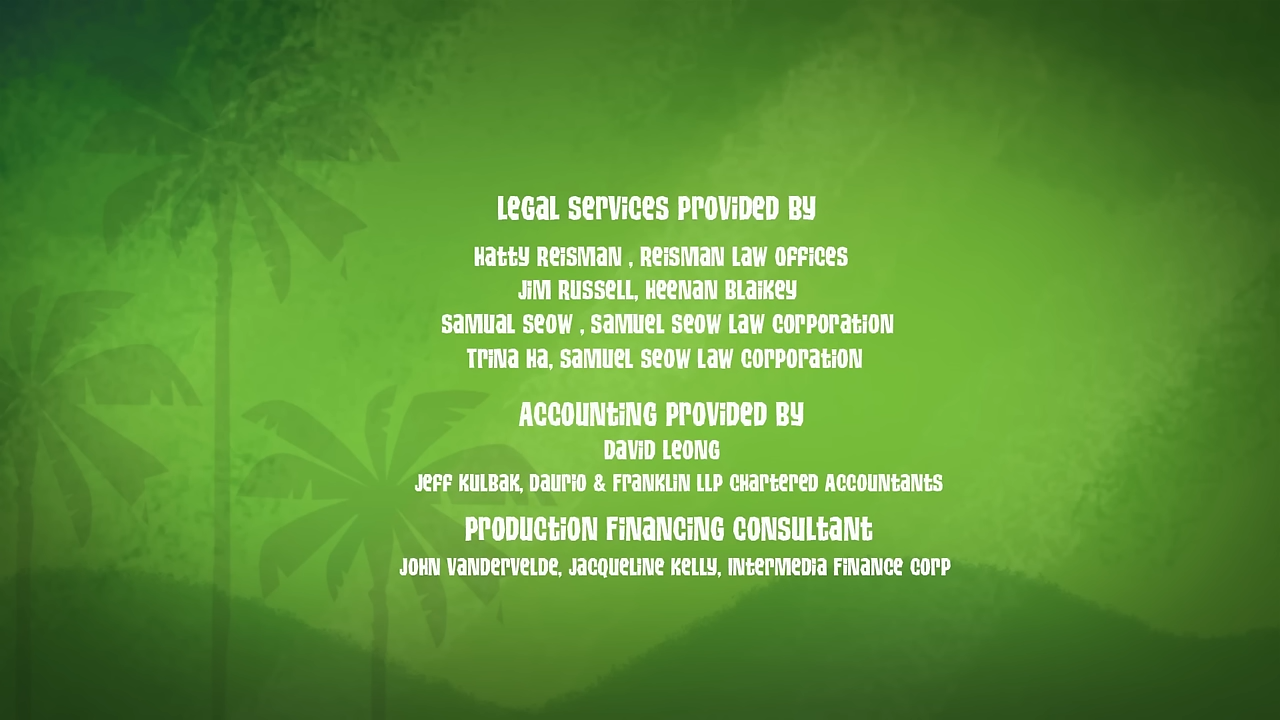 Legal Services Provided By
Hatty Reisman , Reisman Law Offices
Jim Russell, Heenan Blaikey
Samual Seow , Samuel Seow Law Corporation
Trina Ha, Samuel Seow Law Corporation
Accounting Provided By
David Leong
Jeff Kulbak, Daurio & Franklin LLP Chartered Accountants
Production Financing Consultant
John Vandervelde, Jacqueline Kelly, Intermedia Finance Corp